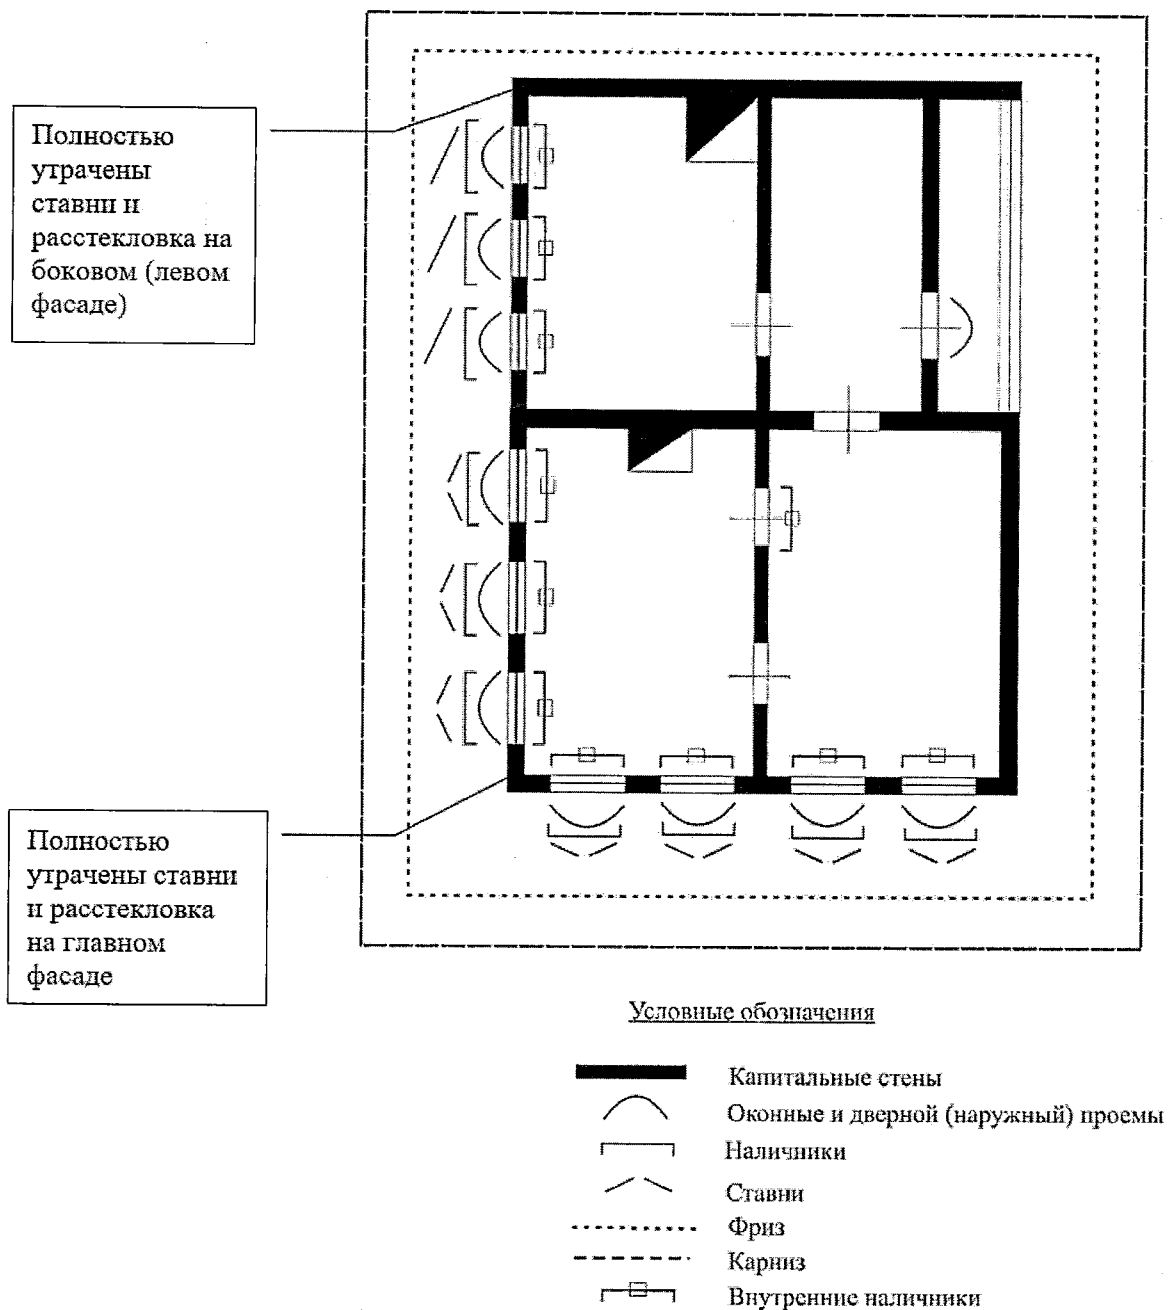 Полностью
утрачены
ставни и
расстекловка на
боковом (левом
фасаде)
Полностью
утрачены ставни
и расстекловка
на главном
фасаде
Условные обозначения
Капитальные стены
Оконные и дверной (наружный) проемы
Наличники
Ставни
Фриз
Карниз
Внутренние наличники